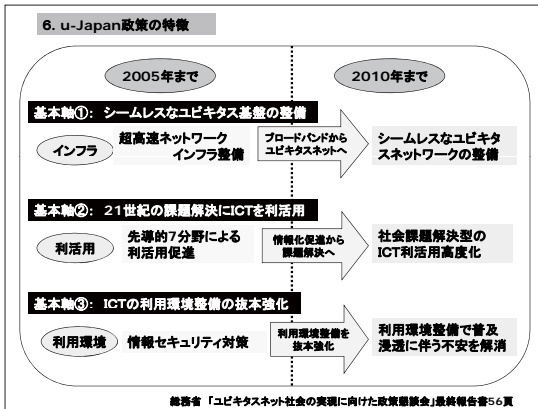 6. u-Japan政策の特徴
2005年まで
2010年まで
基本軸①: シームレスなユビキタス基盤の整備
インフラ
超高速ネットワーク
インフラ整備
ブロードバンドから
ユビキタスネットへ
シームレスなユビキタ
スネットワークの整備
基本軸②: 21世紀の課題解決にICTを利活用
利活用
先導的7分野による
利活用促進
情報化促進から
課題解決へ
社会課題解決型の
ICT利活用高度化
基本軸③: ICTの利用環境整備の抜本強化
利用環境
情報セキュリティ対策
利用環境整備を
抜本強化
利用環境整備で普及
浸透に伴う不安を解消
総務省 「ユビキタスネット社会の実現に向けた政策懇談会」最終報告書56頁